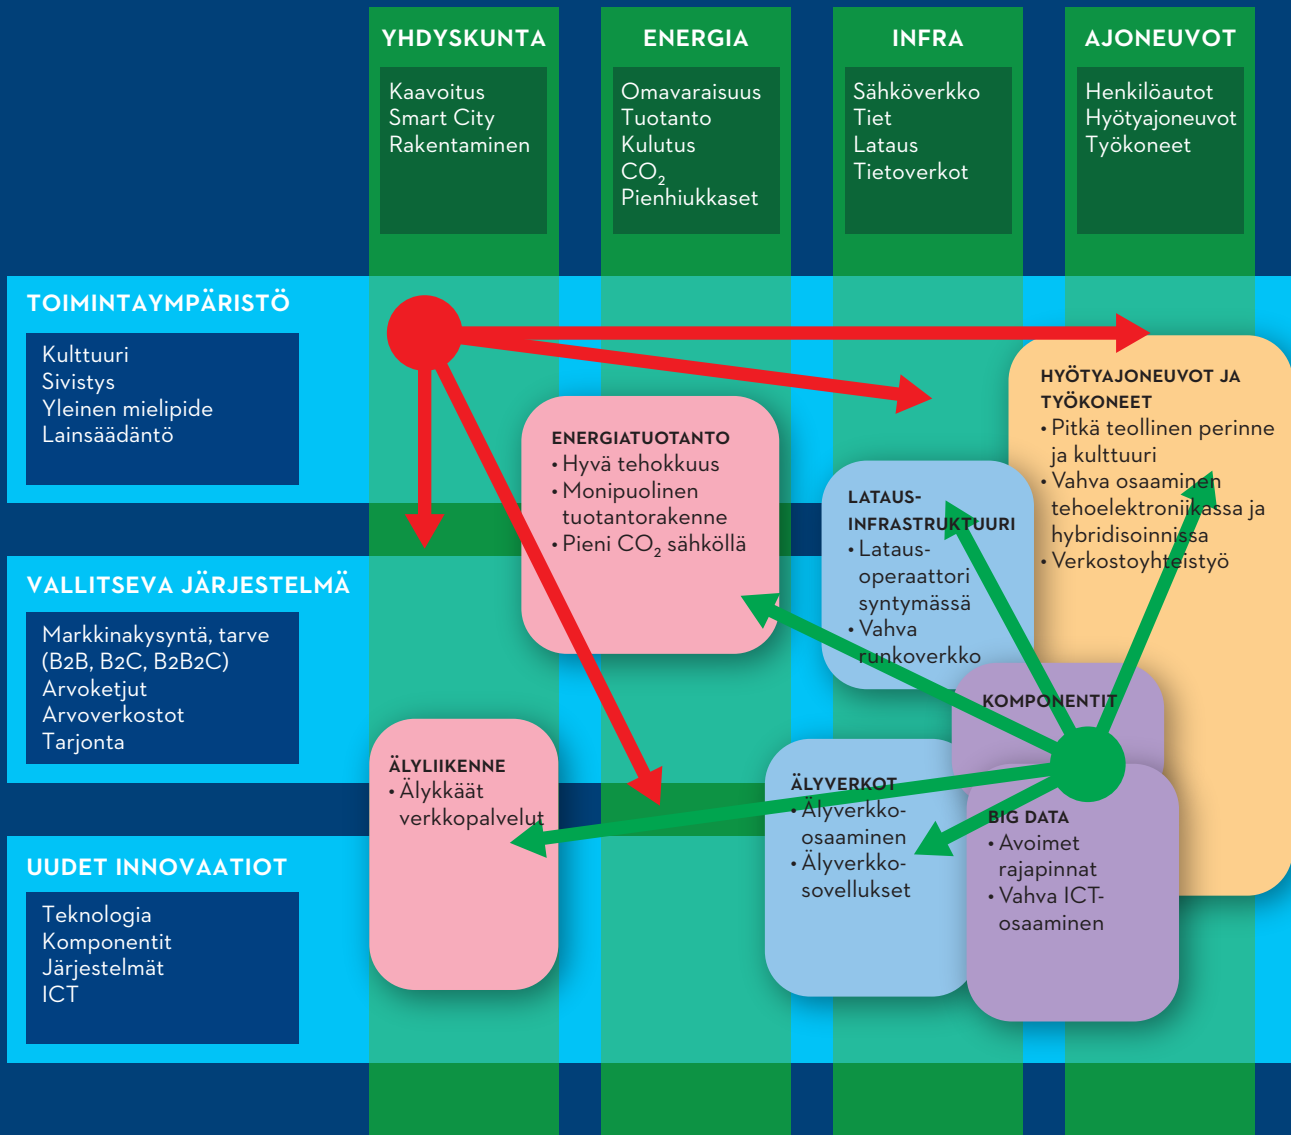 YHDYSKUNTA
Kaavoitus
Smart City
Rakentaminen
ENERGIA
Omavaraisuus
Tuotanto
Kulutus
CO₂
Pienhiukkaset
INFRA
Sähköverkko
Tiet
Lataus
Tietoverkot
AJONEUVOT
Henkilöautot
Hyötyajoneuvot
Työkoneet
TOIMINTAYMPÄRISTÖ
Kulttuuri
Sivistys
Yleinen mielipide
Lainsäädäntö
ENERGIATUOTANTO
• Hyvä tehokkuus
• Monipuolinen
tuotantorakenne
• Pieni CO₂ sähköllä
LATAUS-
INFRASTRUKTUURI
• Lataus-
operaattori
syntymässä
• Vahva
runkoverkko
HYÖTYAJONEUVOT JA
TYÖKONEET
• Pitkä teollinen perinne
ja kulttuuri
• Vahva osaaminen
tehoelektroniikassa ja
hybridisoinnissa
• Verkostoyhteistyö
VALLITSEVA JÄRJESTELMÄ
Markkinakysyntä, tarve
(B2B, B2C, B2B2C)
Arvoketjut
Arvoverkostot
Tarjonta
KOMPONENTIT
ÄLYLIIKENNE
• Älykkäät
verkkopalvelut
ÄLYVERKOT
• Älyverkko-
osaaminen
• Älyverkko-
sovellukset
BIG DATA
• Avoimet
rajapinnat
• Vahva ICT-
osaaminen
UUDET INNOVAATIOT
Teknologia
Komponentit
Järjestelmät
ICT